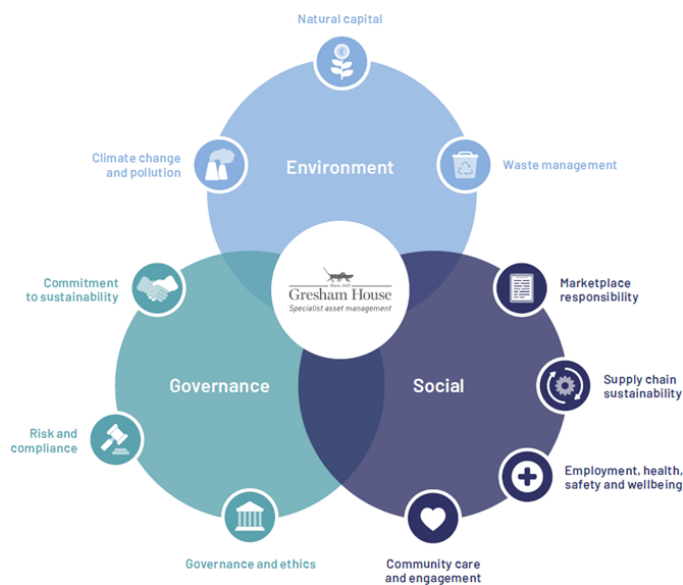 Natural capital
Climate change
and pollution
Environment
Waste management
Commitment
to sustainability
Gresham House
Specialist asset management
Marketplace
responsibility
Governance
Social
Supply chain
sustainability
Risk and
compliance
Employment, health,
safety and wellbeing
Governance and ethics
Community care
and engagement